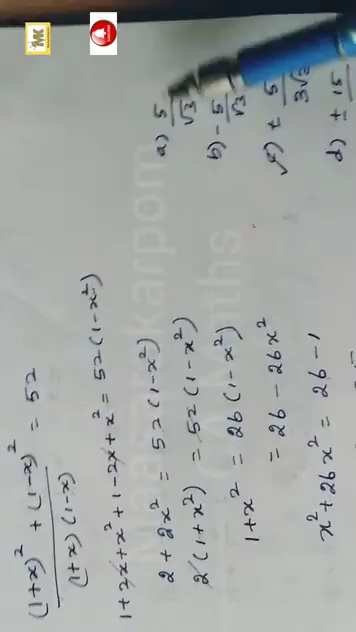 MK
(1+x)² + (1-x)² / (1+x)(1-x) = 52
1+2x+x²+1-2x+x² = 52(1-x²)
2+2x² = 52(1-x²)
2(1+x²) = 52(1-x²)
1+x² = 26(1-x²)
= 26 - 26x²
x²+26x² = 26-1
a) 5/√3
b) - 5/√3
c) ± 5/3√3
d) ± 15